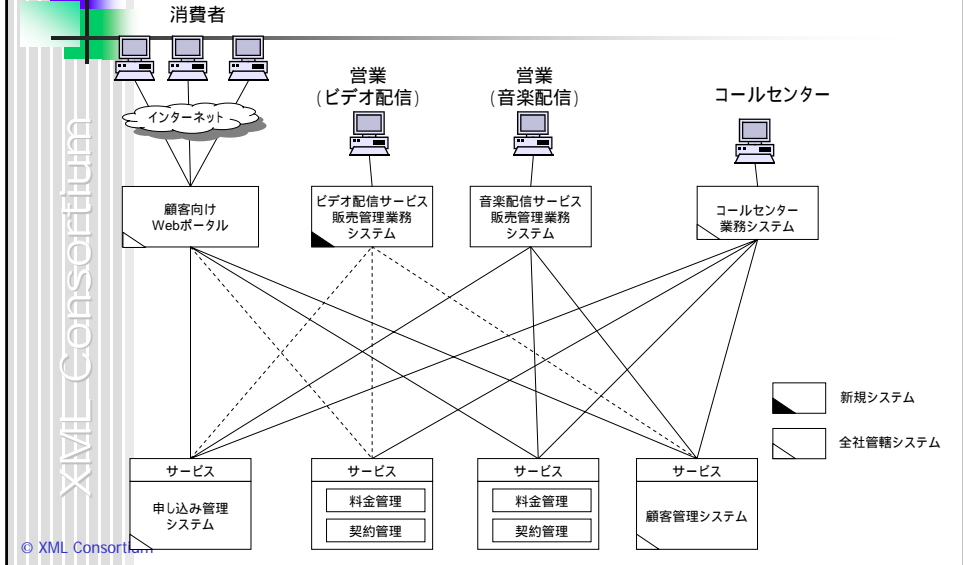 消費者
営業
(ビデオ配信)
営業
(音楽配信)
コールセンター
インターネット
顧客向け
Webポータル
ビデオ配信サービス
販売管理業務
システム
音楽配信サービス
販売管理業務
システム
コールセンター
業務システム
新規システム
全社管轄システム
サービス
申し込み管理
システム
サービス
料金管理
契約管理
サービス
料金管理
契約管理
サービス
顧客管理システム
XML Consortium
© XML Consortium